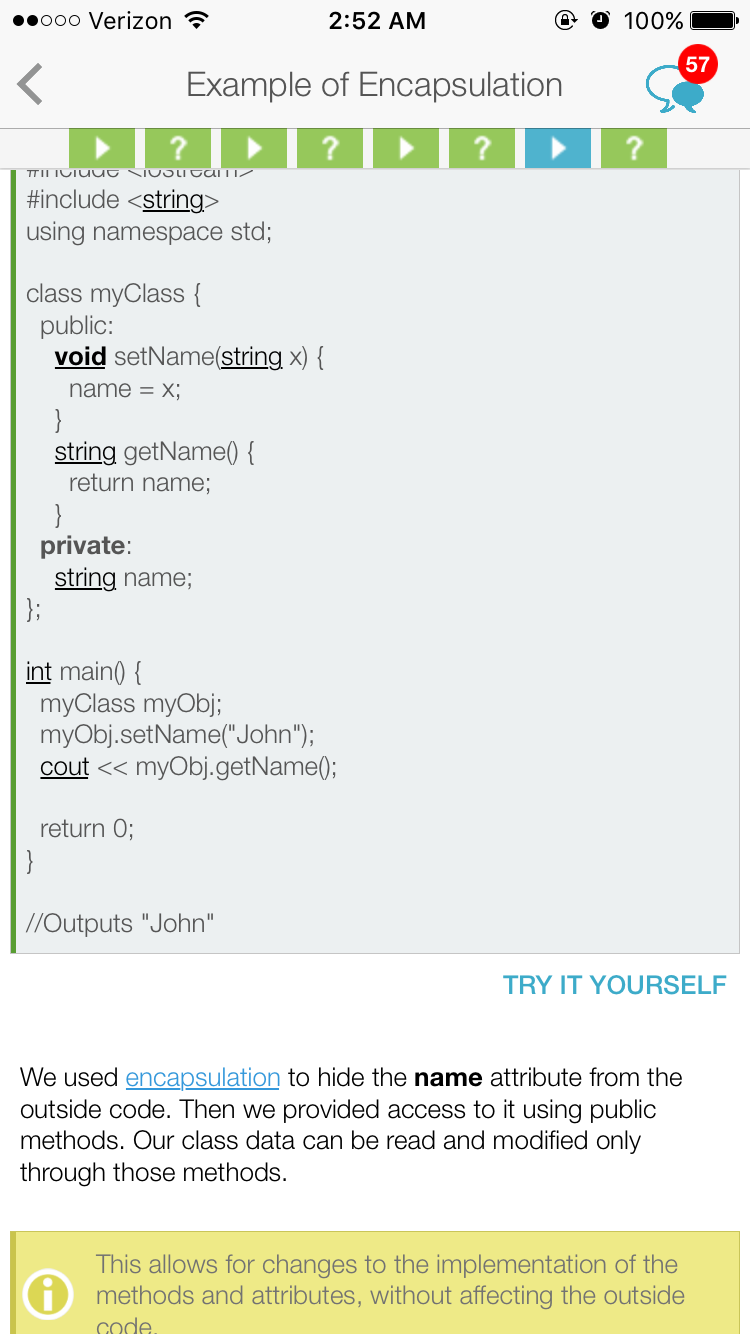 Verizon 2:52 AM 100%
Example of Encapsulation 57
? ? ? ?
#include <iostream>
#include <string>
using namespace std;
class myClass {
public:
void setName(string x) {
name = x;
}
string getName() {
return name;
}
private:
string name;
};
int main() {
myClass myObj;
myObj.setName("John");
cout << myObj.getName();
return 0;
}
//Outputs "John"
TRY IT YOURSELF
We used encapsulation to hide the name attribute from the
outside code. Then we provided access to it using public
methods. Our class data can be read and modified only
through those methods.
This allows for changes to the implementation of the
methods and attributes, without affecting the outside
code.